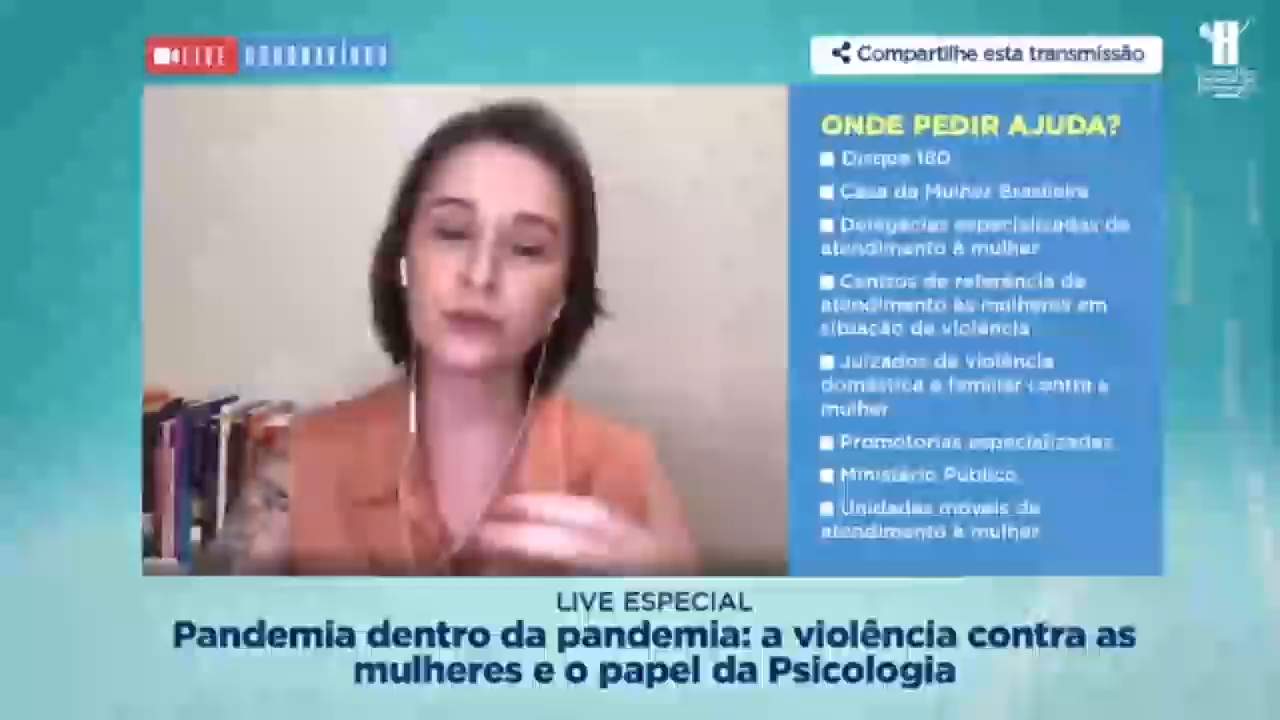 LIVE CORONAVÍRUS
Compartilhe esta transmissão
ONDE PEDIR AJUDA?
Disque 180
Casa da Mulher Brasileira
Delegacias especializadas de
atendimento à mulher
Centros de referência de
atendimento às mulheres em
situação de violência
Juizados de violência
doméstica e familiar contra a
mulher
Promotorias especializadas
Ministério Público
Unidades móveis de
atendimento à mulher
LIVE ESPECIAL
Pandemia dentro da pandemia: a violência contra as
mulheres e o papel da Psicologia